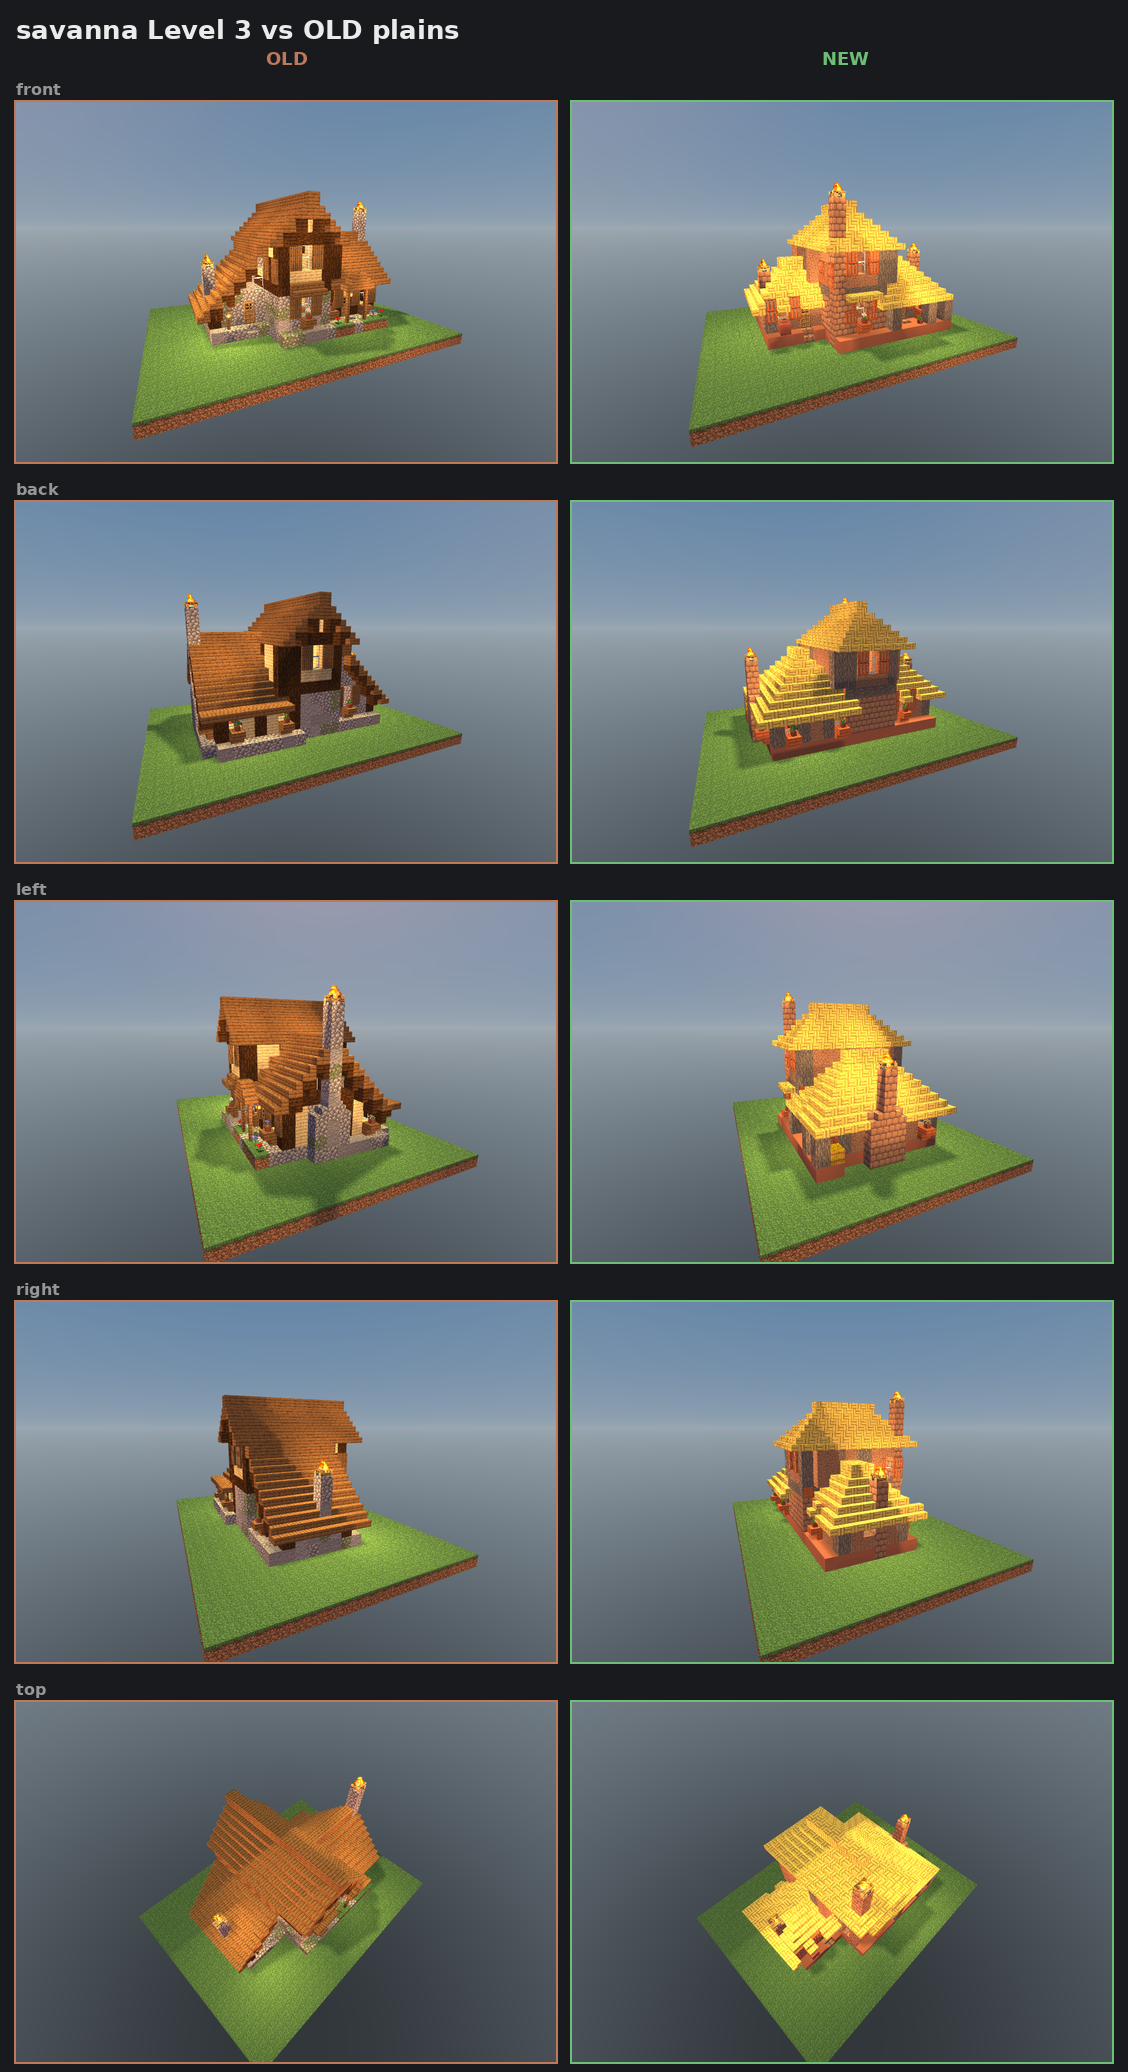 savanna Level 3 vs OLD plains
OLD
NEW
front
back
left
right
top